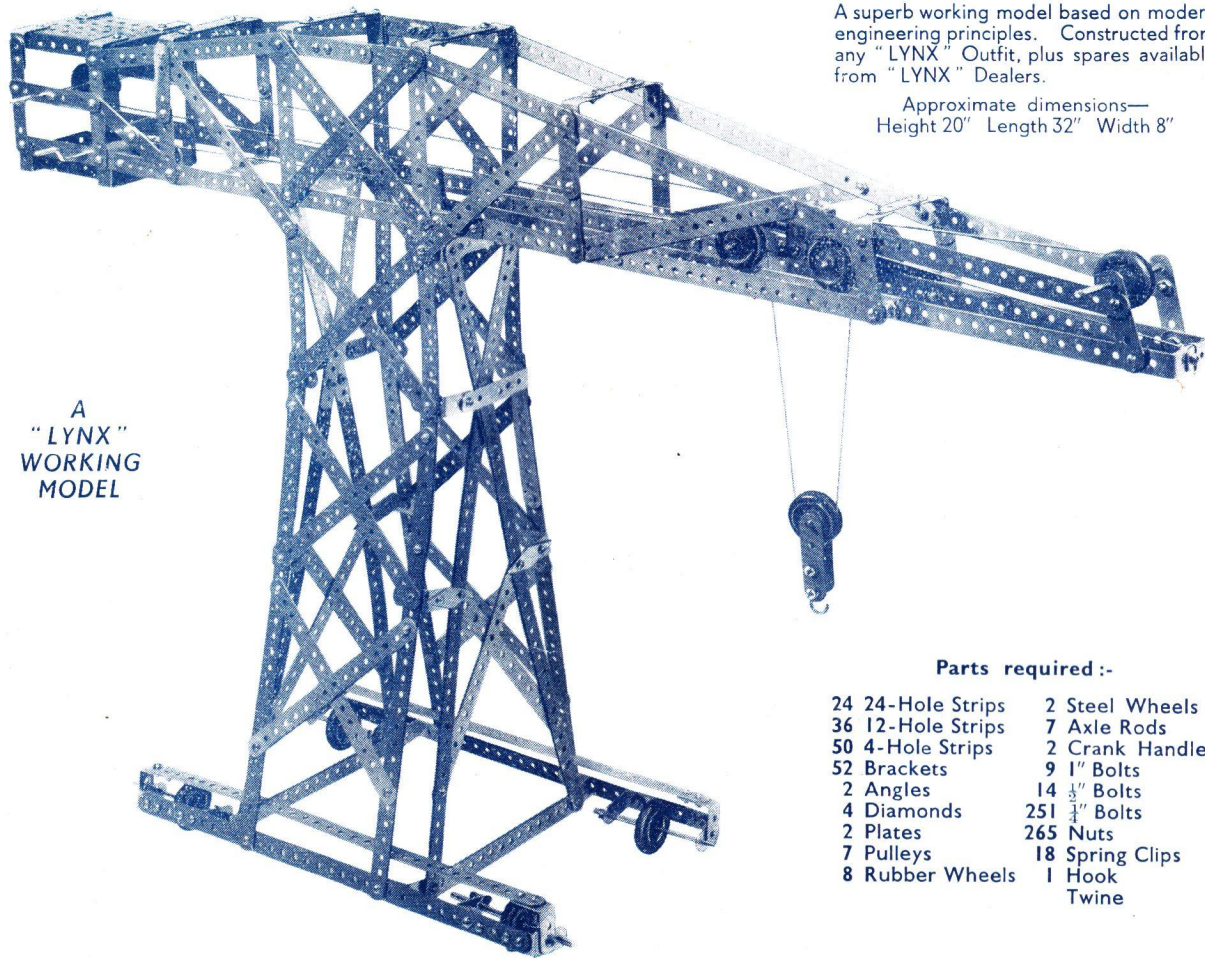 A superb working model based on moder
engineering principles. Constructed fror
any "LYNX" Outfit, plus spares availabl
from "LYNX" Dealers.
Approximate dimensions—
Height 20" Length 32" Width 8"
A
"LYNX"
WORKING
MODEL
Parts required :-
24 24-Hole Strips
36 12-Hole Strips
50 4-Hole Strips
52 Brackets
2 Angles
4 Diamonds
2 Plates
7 Pulleys
8 Rubber Wheels
2 Steel Wheels
7 Axle Rods
2 Crank Handle
9 1" Bolts
14 ½" Bolts
251 ¼" Bolts
265 Nuts
18 Spring Clips
1 Hook
Twine